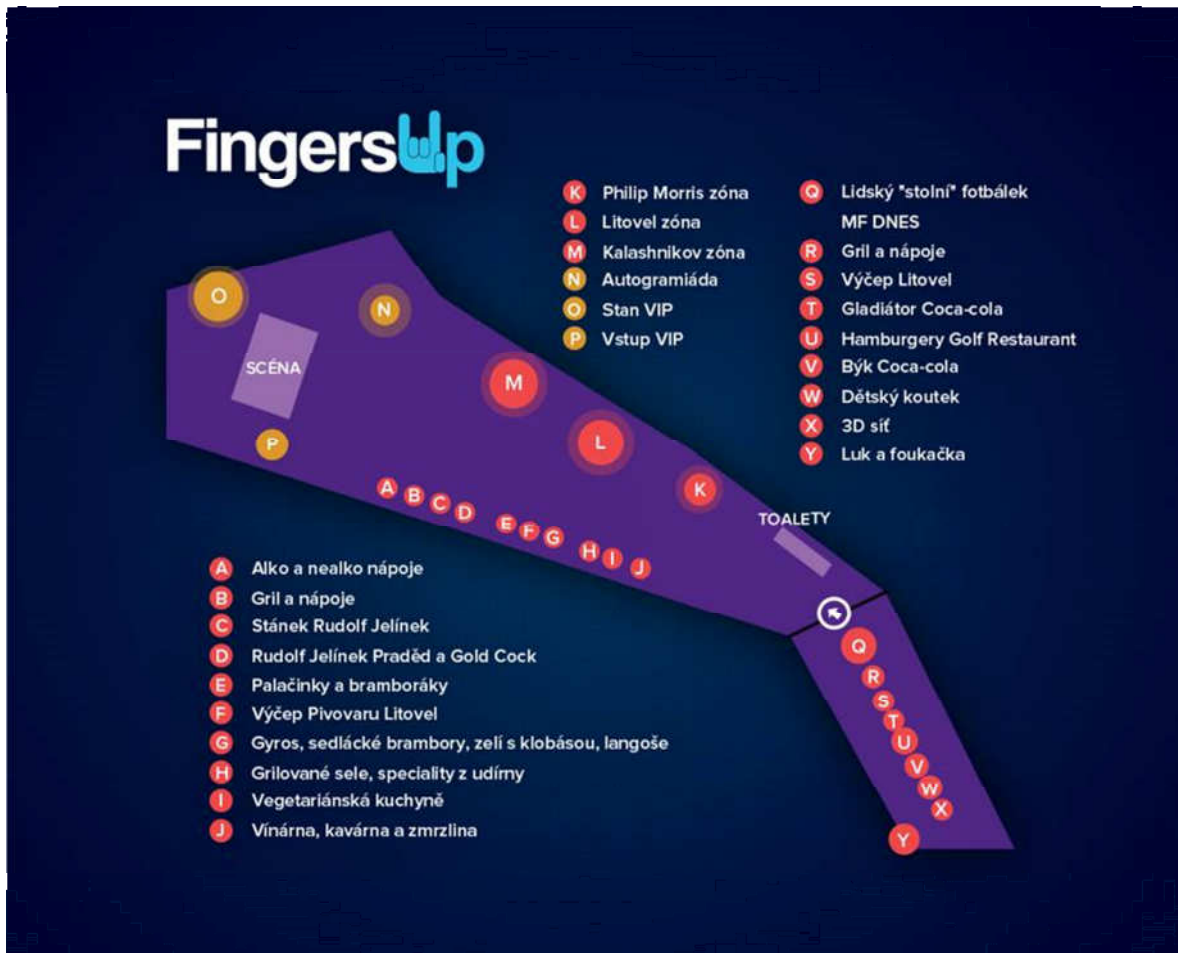 FingersUp
K Philip Morris zóna
L Litovel zóna
M Kalashnikov zóna
N Autogramiáda
O Stan VIP
P Vstup VIP
Q Lidský "stolní" fotbálek
MF DNES
R Gril a nápoje
S Výčep Litovel
T Gladiátor Coca-cola
U Hamburgery Golf Restaurant
V Býk Coca-cola
W Dětský koutek
X 3D síť
Y Luk a foukačka
O
N
SCÉNA
M
P
L
K
A B C D E F G H I J
TOALETY
Q
R
S
T
U
V
W
X
Y
A Alko a nealko nápoje
B Gril a nápoje
C Stánek Rudolf Jelínek
D Rudolf Jelínek Praděd a Gold Cock
E Palačinky a bramboráky
F Výčep Pivovaru Litovel
G Gyros, sedlácké brambory, zelí s klobásou, langoše
H Grilované sele, speciality z udírny
I Vegetariánská kuchyně
J Vínárna, kavárna a zmrzlina